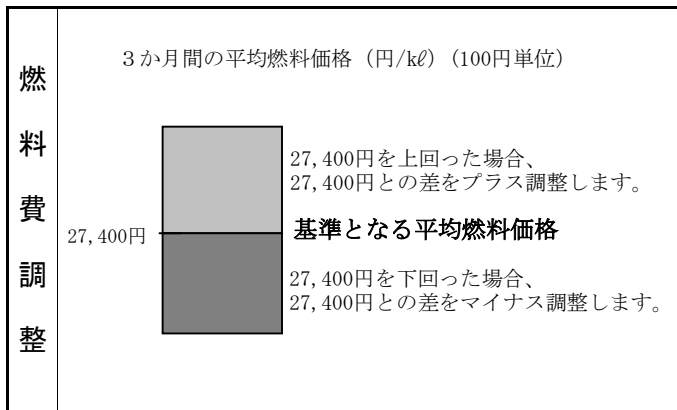 燃料費調整
３か月間の平均燃料価格（円/kℓ）（100円単位）
27,400円を上回った場合、
27,400円との差をプラス調整します。
27,400円
基準となる平均燃料価格
27,400円を下回った場合、
27,400円との差をマイナス調整します。